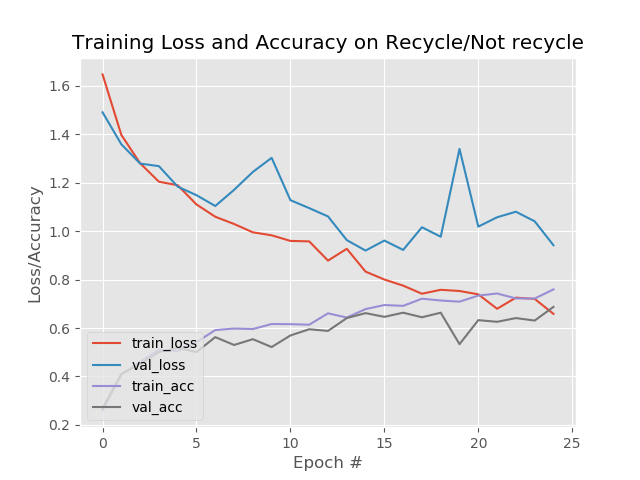 Training Loss and Accuracy on Recycle/Not recycle
1.6
1.4
1.2
1.0
0.8
0.6
0.4
0.2
Loss/Accuracy
train_loss
val_loss
train_acc
val_acc
0 5 10 15 20 25
Epoch #